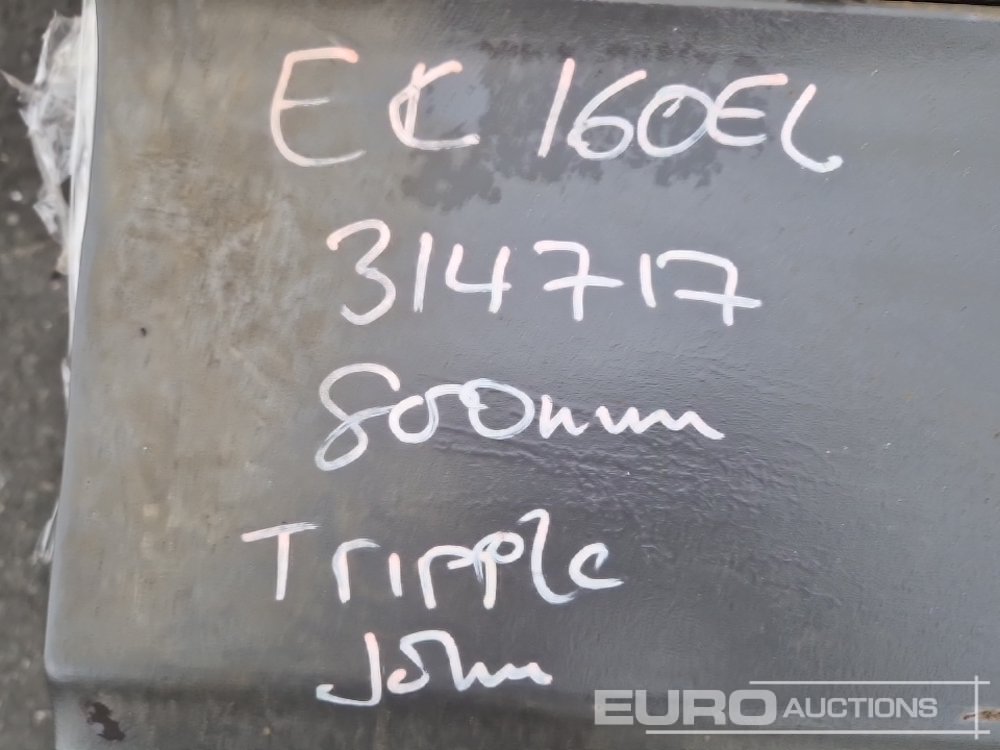 EC 160EL
314717
800mm
Tripple
John
EURO AUCTIONS